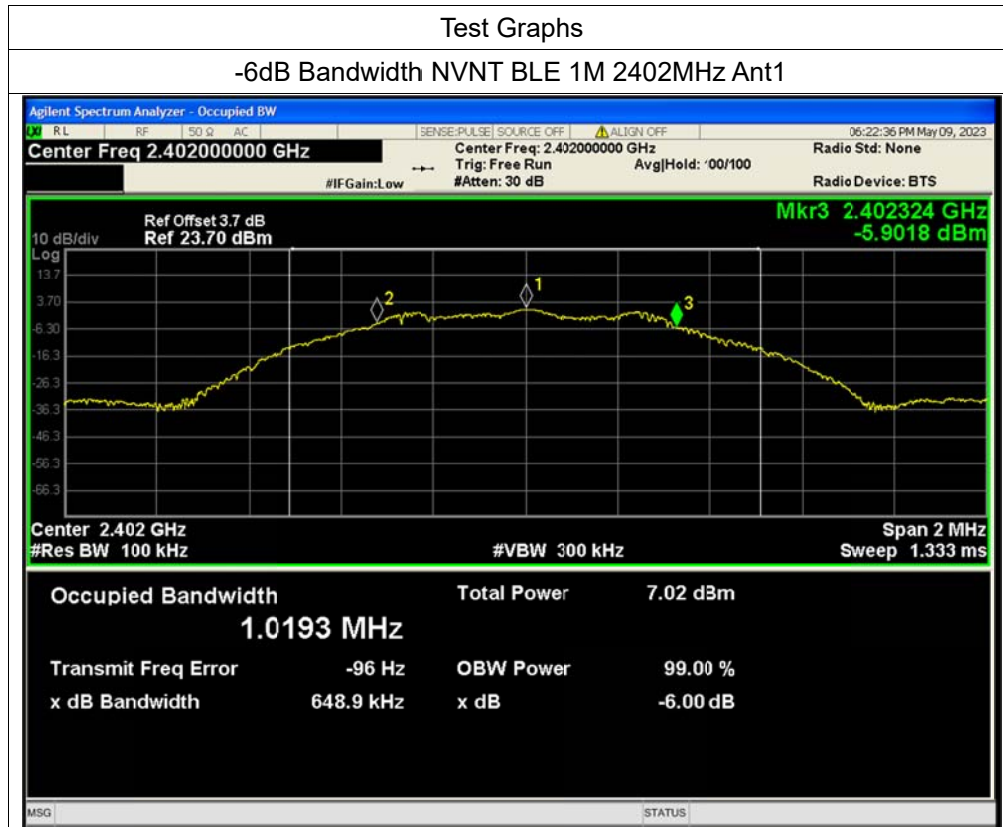 Test Graphs
-6dB Bandwidth NVNT BLE 1M 2402MHz Ant1
Agilent Spectrum Analyzer - Occupied BW
LXI RL RF 50 Ω AC SENSE:PULSE SOURCE OFF ALIGN OFF 06:22:36 PM May 09, 2023
Center Freq 2.402000000 GHz Center Freq: 2.402000000 GHz Radio Std: None
Trig: Free Run Avg|Hold: 100/100
#IFGain:Low #Atten: 30 dB Radio Device: BTS
Mkr3 2.402324 GHz
Ref Offset 3.7 dB
10 dB/div Ref 23.70 dBm -5.9018 dBm
Log
13.7
3.70
-6.30
-16.3
-26.3
-36.3
-46.3
-56.3
-66.3
2
1
3
Center 2.402 GHz Span 2 MHz
#Res BW 100 kHz #VBW 300 kHz Sweep 1.333 ms
Occupied Bandwidth Total Power 7.02 dBm
1.0193 MHz
Transmit Freq Error -96 Hz OBW Power 99.00 %
x dB Bandwidth 648.9 kHz x dB -6.00 dB
MSG STATUS